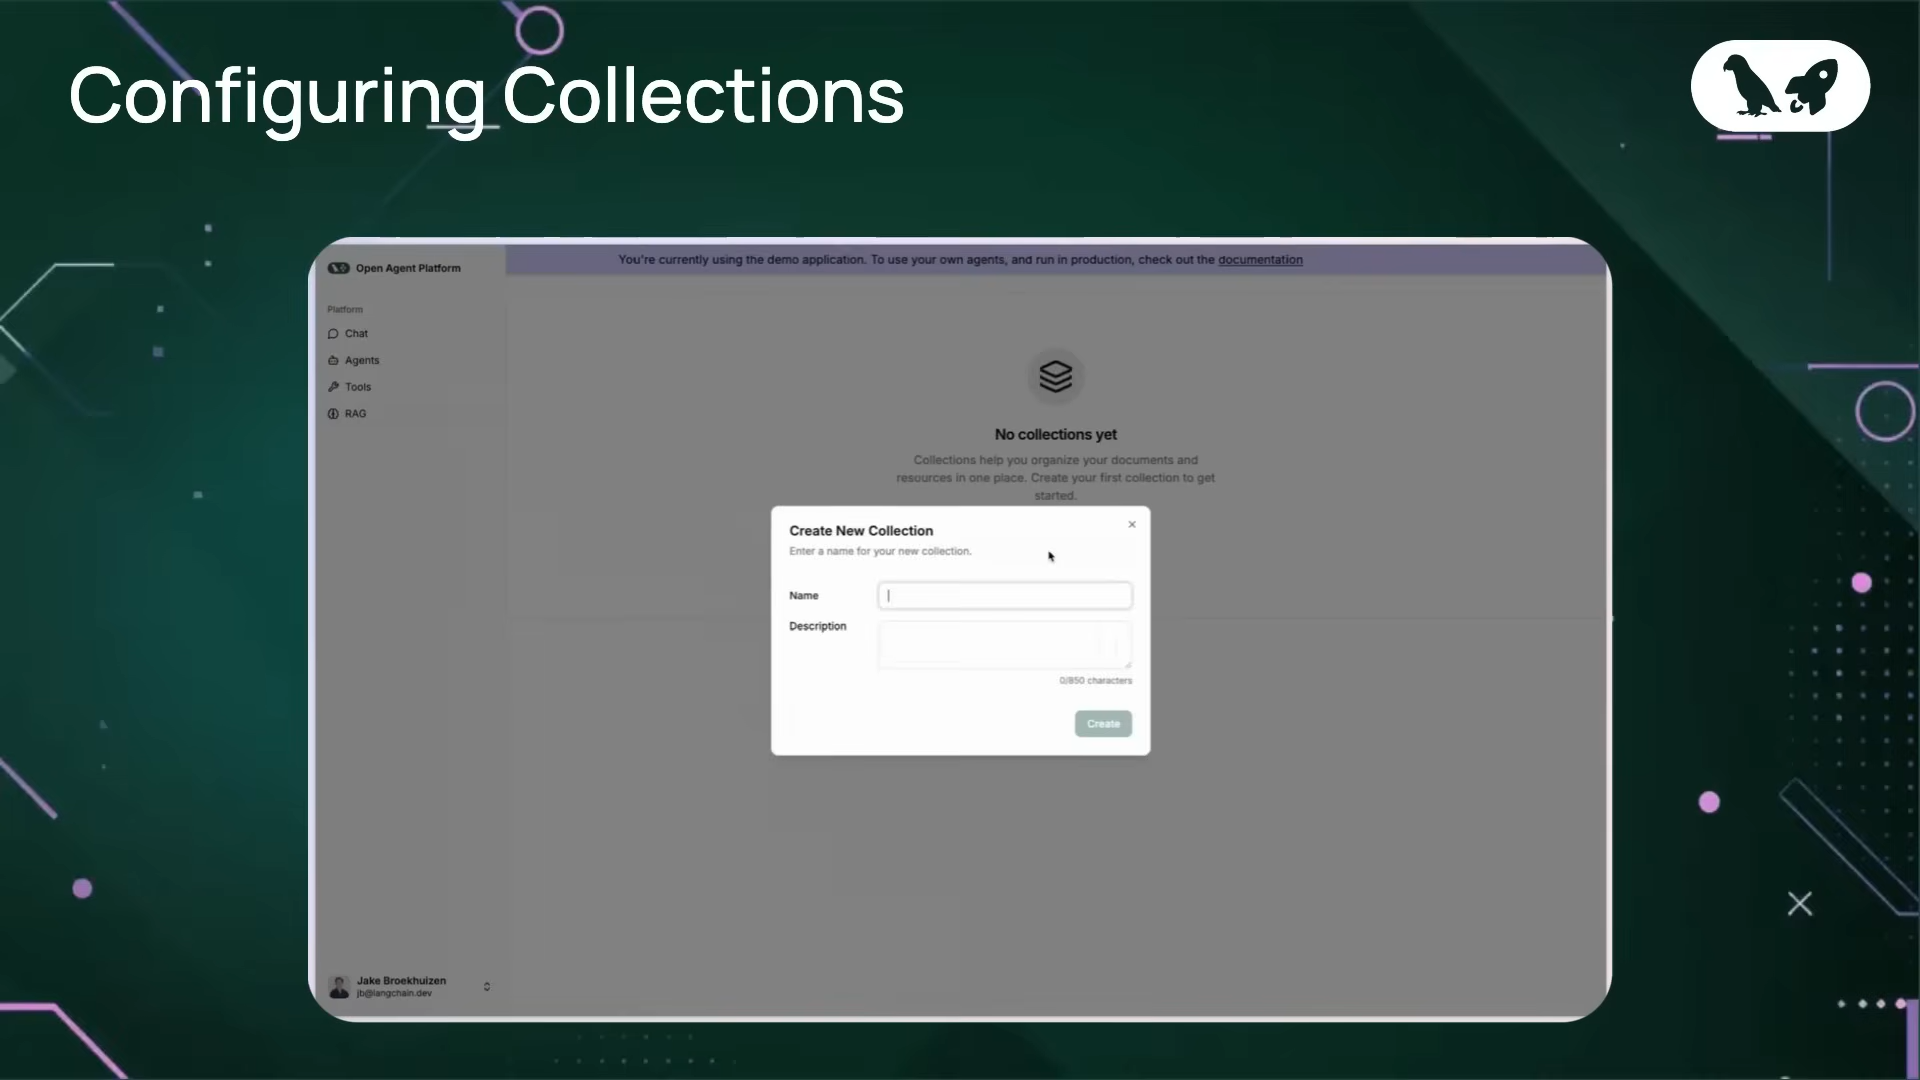 Configuring Collections
Open Agent Platform
You're currently using the demo application. To use your own agents, and run in production, check out the documentation
Platform
Chat
Agents
Tools
RAG
No collections yet
Collections help you organize your documents and
resources in one place. Create your first collection to get
started.
Create New Collection
Enter a name for your new collection.
Name
Description
0/850 characters
Create
Jake Broekhuizen
jb@langchain.dev